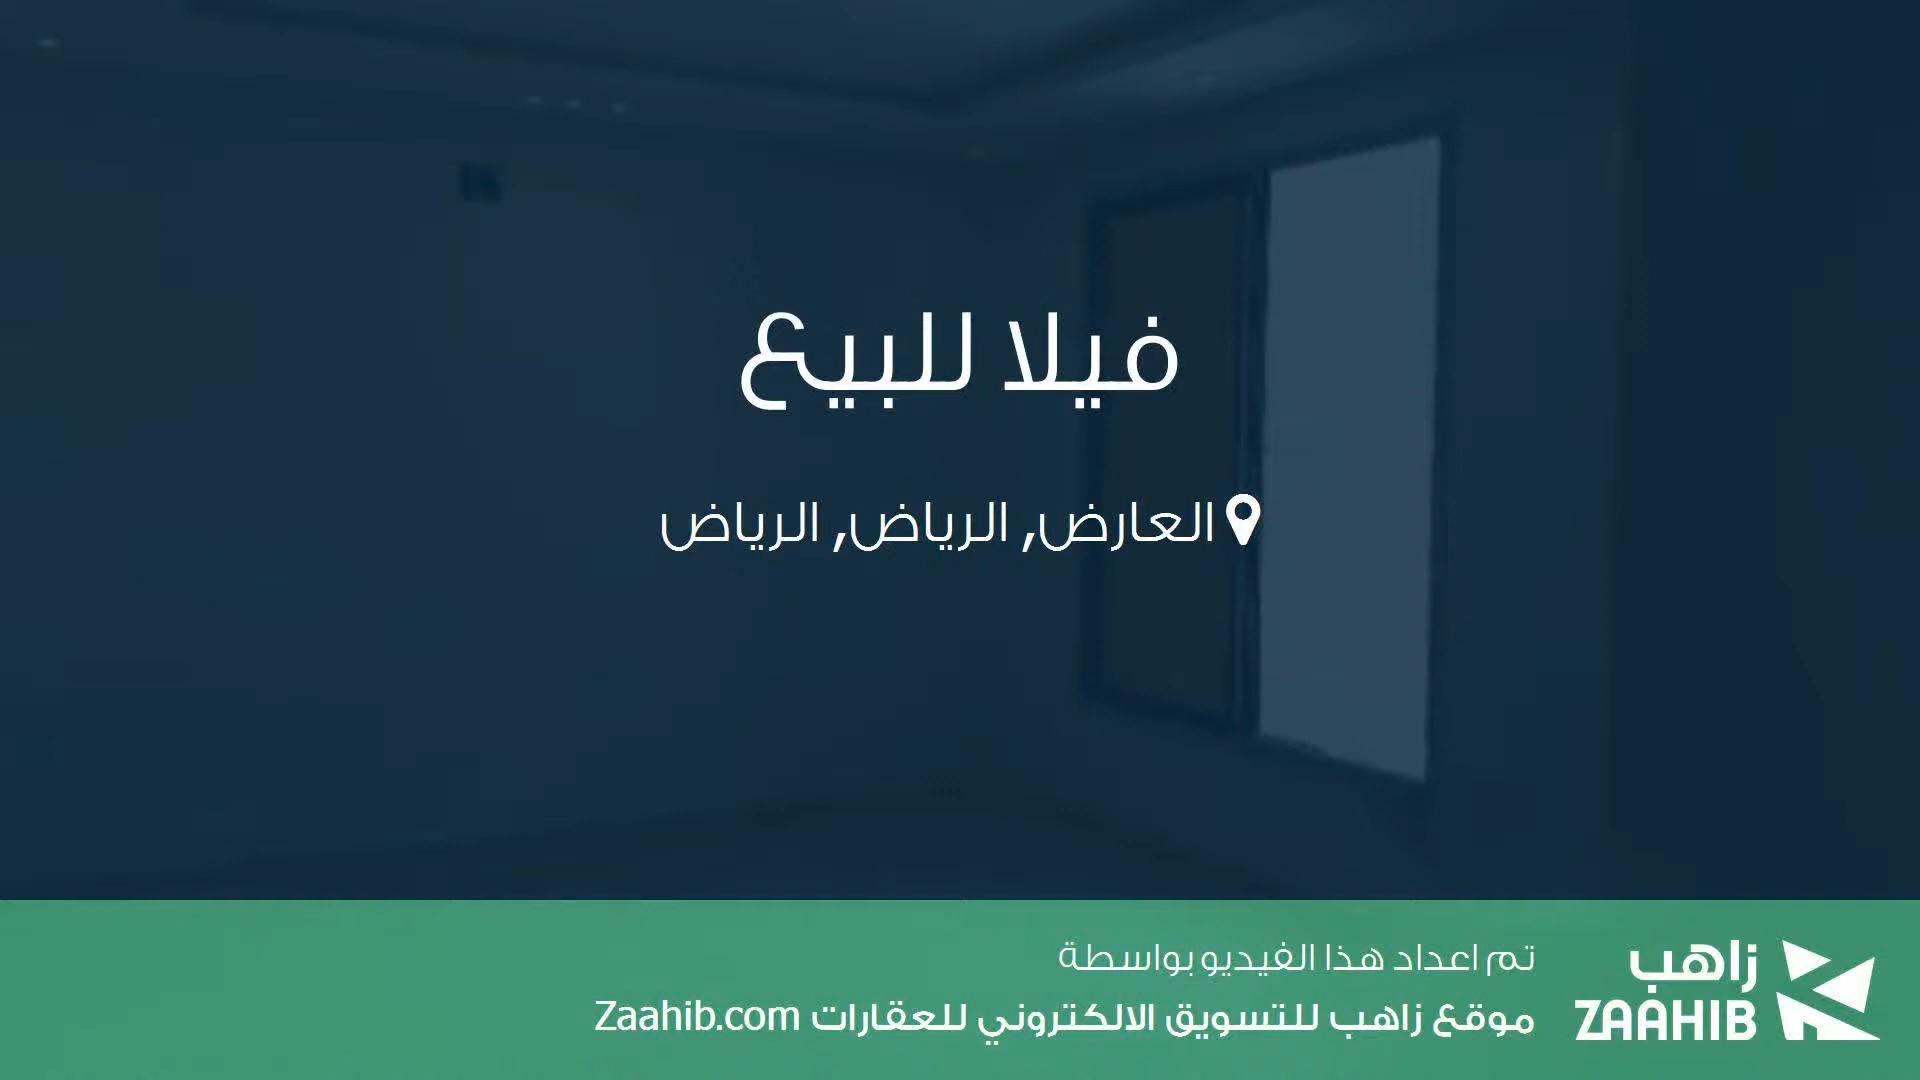 فيلا للبيع
العارض, الرياض, الرياض
تم اعداد هذا الفيديو بواسطة
موقع زاهب للتسويق الالكتروني للعقارات Zaahib.com
زاهب
ZAAHIB